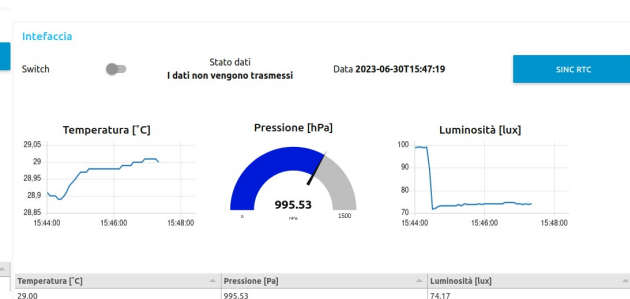 Intefaccia
Switch
Stato dati
I dati non vengono trasmessi
Data 2023-06-30T15:47:19
SINC RTC
Temperatura [˚C]
29,05
29
28,95
28,9
28,85
15:44:00 15:46:00 15:48:00
Pressione [hPa]
995.53
0 hPa 1500
Luminosità [lux]
100
90
80
70
15:44:00 15:46:00 15:48:00
Temperatura [˚C] Pressione [Pa] Luminosità [lux]
29.00 995.53 74.17